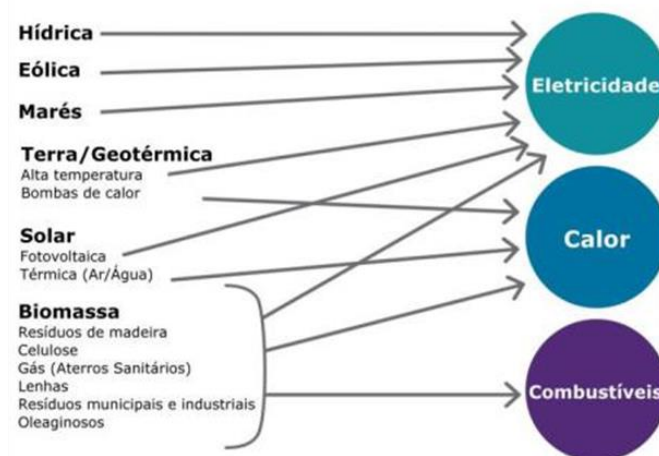 Hídrica
Eólica
Marés
Terra/Geotérmica
Alta temperatura
Bombas de calor
Solar
Fotovoltaica
Térmica (Ar/Água)
Biomassa
Resíduos de madeira
Celulose
Gás (Aterros Sanitários)
Lenhas
Resíduos municipais e industriais
Oleaginosos
Eletricidade
Calor
Combustíveis